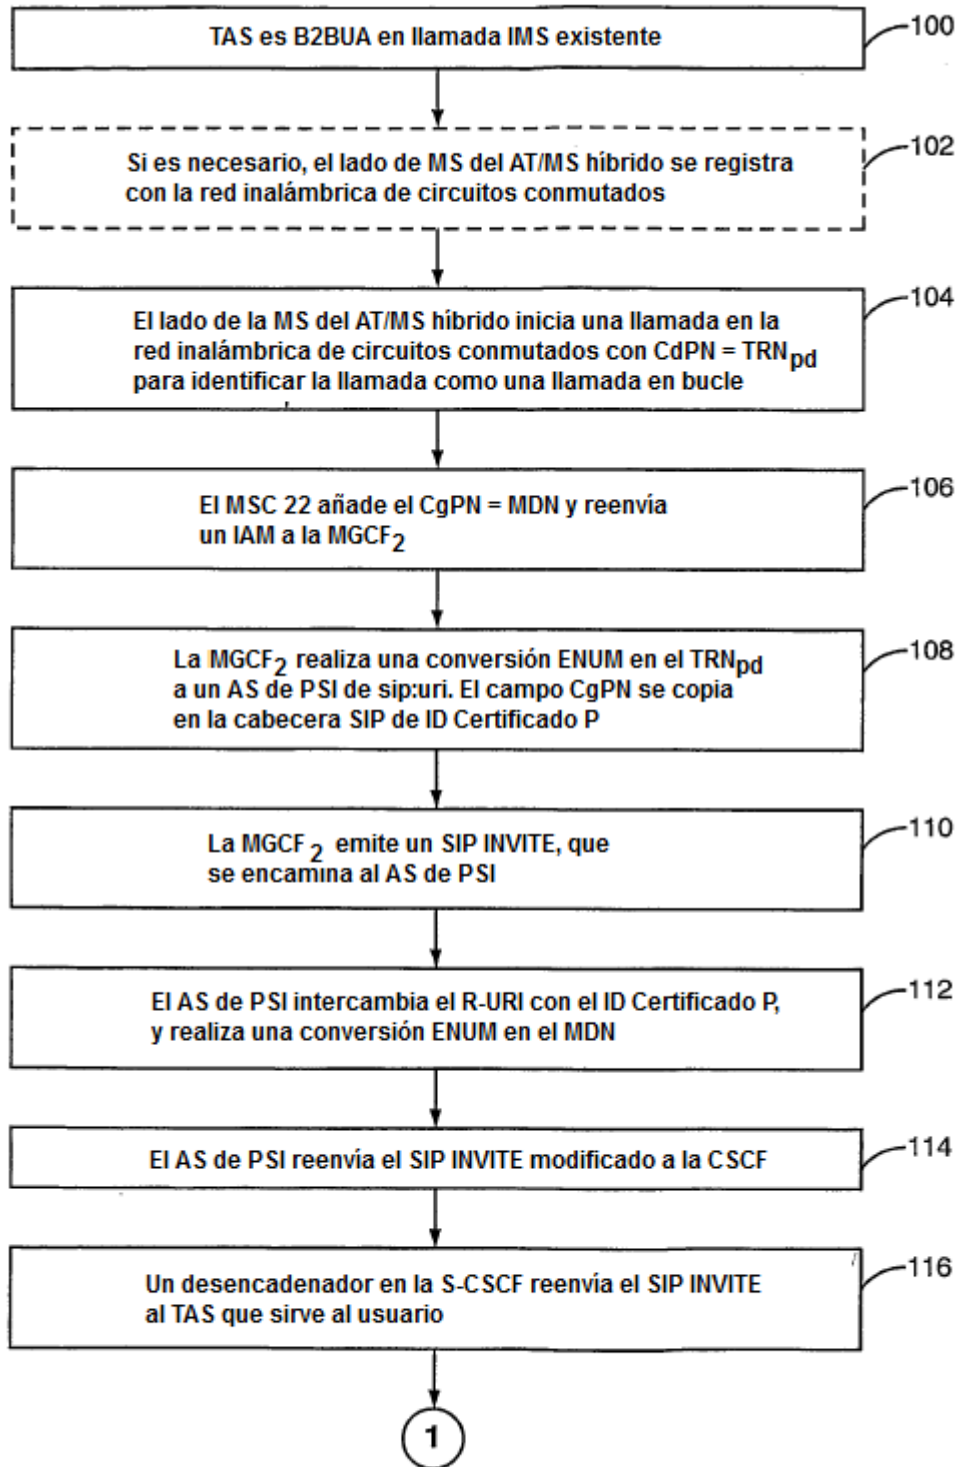 TAS es B2BUA en llamada IMS existente
100
Si es necesario, el lado de MS del AT/MS híbrido se registra
con la red inalámbrica de circuitos conmutados
102
El lado de la MS del AT/MS híbrido inicia una llamada en la
red inalámbrica de circuitos conmutados con CdPN = TRNpd
para identificar la llamada como una llamada en bucle
104
El MSC 22 añade el CgPN = MDN y reenvía
un IAM a la MGCF2
106
La MGCF2 realiza una conversión ENUM en el TRNpd
a un AS de PSI de sip:uri. El campo CgPN se copia
en la cabecera SIP de ID Certificado P
108
La MGCF2 emite un SIP INVITE, que
se encamina al AS de PSI
110
El AS de PSI intercambia el R-URI con el ID Certificado P,
y realiza una conversión ENUM en el MDN
112
El AS de PSI reenvía el SIP INVITE modificado a la CSCF
114
Un desencadenador en la S-CSCF reenvía el SIP INVITE
al TAS que sirve al usuario
116
1